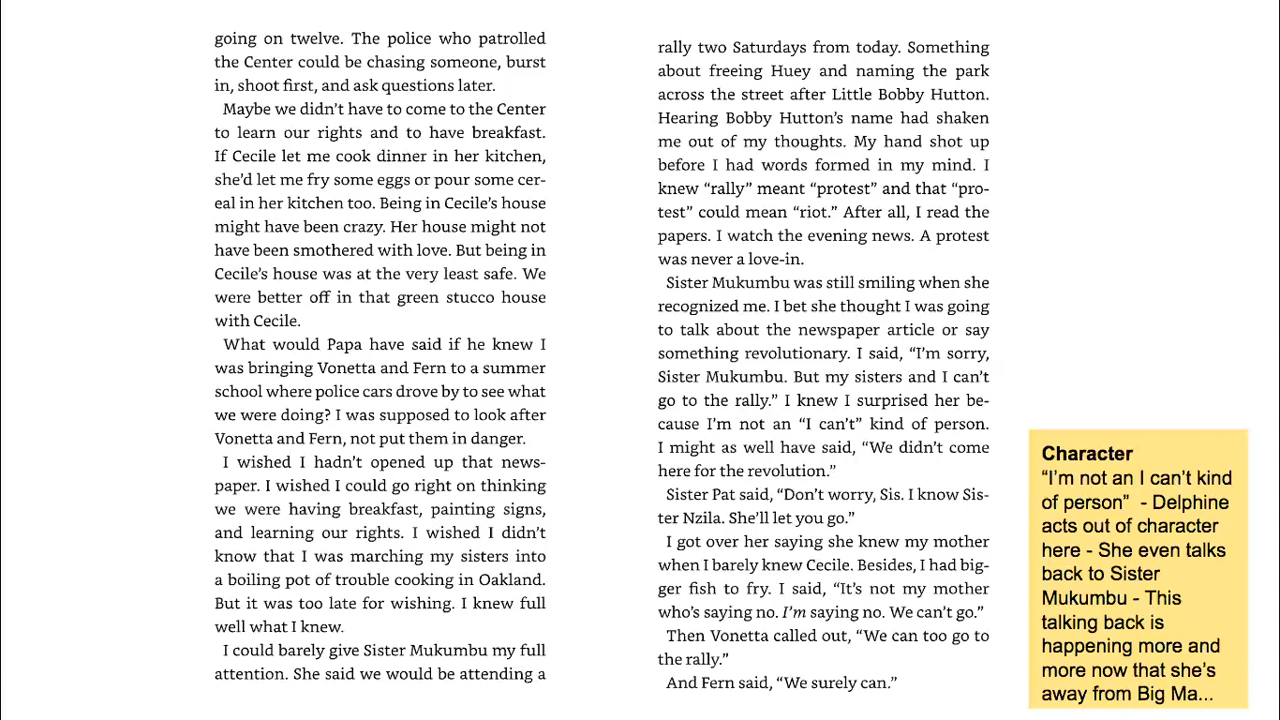 going on twelve. The police who patrolled
the Center could be chasing someone, burst
in, shoot first, and ask questions later.
Maybe we didn’t have to come to the Center
to learn our rights and to have breakfast.
If Cecile let me cook dinner in her kitchen,
she’d let me fry some eggs or pour some cer-
eal in her kitchen too. Being in Cecile’s house
might have been crazy. Her house might not
have been smothered with love. But being in
Cecile’s house was at the very least safe. We
were better off in that green stucco house
with Cecile.
What would Papa have said if he knew I
was bringing Vonetta and Fern to a summer
school where police cars drove by to see what
we were doing? I was supposed to look after
Vonetta and Fern, not put them in danger.
I wished I hadn’t opened up that news-
paper. I wished I could go right on thinking
we were having breakfast, painting signs,
and learning our rights. I wished I didn’t
know that I was marching my sisters into
a boiling pot of trouble cooking in Oakland.
But it was too late for wishing. I knew full
well what I knew.
I could barely give Sister Mukumbu my full
attention. She said we would be attending a
rally two Saturdays from today. Something
about freeing Huey and naming the park
across the street after Little Bobby Hutton.
Hearing Bobby Hutton’s name had shaken
me out of my thoughts. My hand shot up
before I had words formed in my mind. I
knew “rally” meant “protest” and that “pro-
test” could mean “riot.” After all, I read the
papers. I watch the evening news. A protest
was never a love-in.
Sister Mukumbu was still smiling when she
recognized me. I bet she thought I was going
to talk about the newspaper article or say
something revolutionary. I said, “I’m sorry,
Sister Mukumbu. But my sisters and I can’t
go to the rally.” I knew I surprised her be-
cause I’m not an “I can’t” kind of person.
I might as well have said, “We didn’t come
here for the revolution.”
Sister Pat said, “Don’t worry, Sis. I know Sis-
ter Nzila. She’ll let you go.”
I got over her saying she knew my mother
when I barely knew Cecile. Besides, I had big-
ger fish to fry. I said, “It’s not my mother
who’s saying no. I’m saying no. We can’t go.”
Then Vonetta called out, “We can too go to
the rally.”
And Fern said, “We surely can.”
Character
“I’m not an I can’t kind
of person” - Delphine
acts out of character
here - She even talks
back to Sister
Mukumbu - This
talking back is
happening more and
more now that she’s
away from Big Ma...